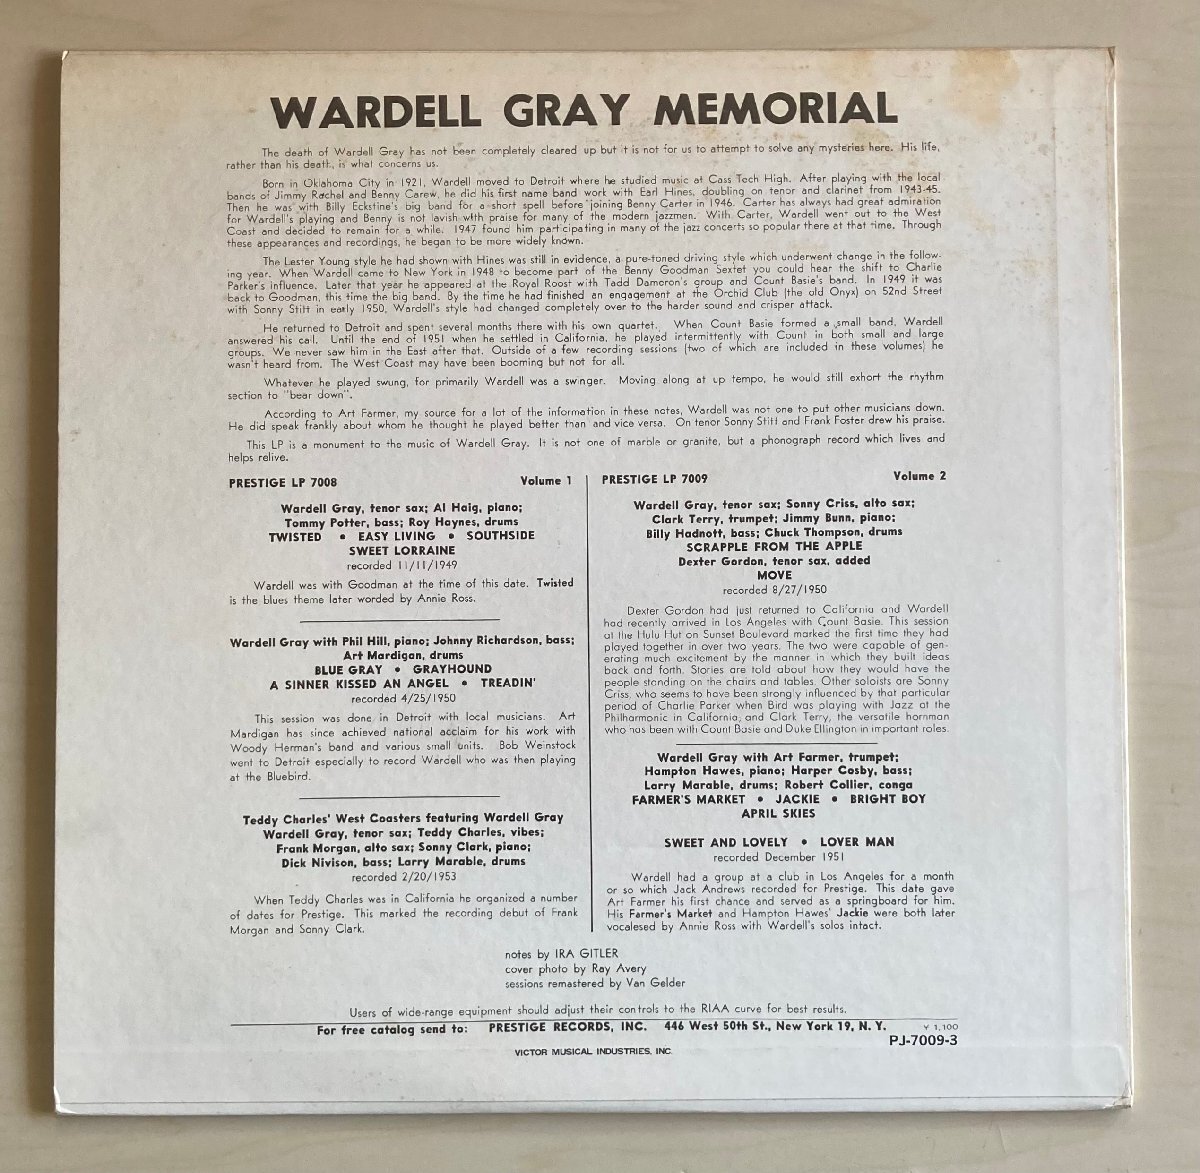 WARDELL GRAY MEMORIAL
The death of Wardell Gray has not been completely cleared up but it is not for us to attempt to solve any mysteries here. His life,
rather than his death, is what concerns us.
Born in Oklahoma City in 1921, Wardell moved to Detroit where he studied music at Cass Tech High. After playing with the local
bands of Jimmy Rachel and Benny Carew, he did his first name band work with Earl Hines, doubling on tenor and clarinet from 1943-45.
Then he was with Billy Eckstine's big band for a short spell before joining Benny Carter in 1946. Carter has always had great admiration
for Wardell's playing and Benny is not lavish with praise for many of the modern jazzmen. With Carter, Wardell went out to the West
Coast and decided to remain for a while. 1947 found him participating in many of the jazz concerts so popular there at that time. Through
these appearances and recordings, he began to be more widely known.
The Lester Young style he had shown with Hines was still in evidence, a pure-toned driving style which underwent change in the follow-
ing year. When Wardell came to New York in 1948 to become part of the Benny Goodman Sextet you could hear the shift to Charlie
Parker's influence. Later that year he appeared at the Royal Roost with Tadd Dameron's group and Count Basie's band. In 1949 it was
back to Goodman, this time the big band. By the time he had finished an engagement at the Orchid Club (the old Onyx) on 52nd Street
with Sonny Stitt in early 1950, Wardell's style had changed completely over to the harder sound and crisper attack.
He returned to Detroit and spent several months there with his own quartet. When Count Basie formed a small band, Wardell
answered his call. Until the end of 1951 when he settled in California, he played intermittently with Count in both small and large
groups. We never saw him in the East after that. Outside of a few recording sessions (two of which are included in these volumes) he
wasn't heard from. The West Coast may have been booming but not for all.
Whatever he played swung, for primarily Wardell was a swinger. Moving along at up tempo, he would still exhort the rhythm
section to "bear down".
According to Art Farmer, my source for a lot of the information in these notes, Wardell was not one to put other musicians down.
He did speak frankly about whom he thought he played better than and vice versa. On tenor Sonny Stitt and Frank Foster drew his praise.
This LP is a monument to the music of Wardell Gray. It is not one of marble or granite, but a phonograph record which lives and
helps relive.
PRESTIGE LP 7008 Volume 1
Wardell Gray, tenor sax; Al Haig, piano;
Tommy Potter, bass; Roy Haynes, drums
TWISTED • EASY LIVING • SOUTHSIDE
SWEET LORRAINE
recorded 11/11/1949
Wardell was with Goodman at the time of this date. Twisted
is the blues theme later worded by Annie Ross.
Wardell Gray with Phil Hill, piano; Johnny Richardson, bass;
Art Mardigan, drums
BLUE GRAY • GRAYHOUND
A SINNER KISSED AN ANGEL • TREADIN'
recorded 4/25/1950
This session was done in Detroit with local musicians. Art
Mardigan has since achieved national acclaim for his work with
Woody Herman's band and various small units. Bob Weinstock
went to Detroit especially to record Wardell who was then playing
at the Bluebird.
Teddy Charles' West Coasters featuring Wardell Gray
Wardell Gray, tenor sax; Teddy Charles, vibes;
Frank Morgan, alto sax; Sonny Clark, piano;
Dick Nivison, bass; Larry Marable, drums
recorded 2/20/1953
When Teddy Charles was in California he organized a number
of dates for Prestige. This marked the recording debut of Frank
Morgan and Sonny Clark.
PRESTIGE LP 7009 Volume 2
Wardell Gray, tenor sax; Sonny Criss, alto sax;
Clark Terry, trumpet; Jimmy Bunn, piano;
Billy Hadnott, bass; Chuck Thompson, drums
SCRAPPLE FROM THE APPLE
Dexter Gordon, tenor sax, added
MOVE
recorded 8/27/1950
Dexter Gordon had just returned to California and Wardell
had recently arrived in Los Angeles with Count Basie. This session
at the Hulu Hut on Sunset Boulevard marked the first time they had
played together in over two years. The two were capable of gen-
erating much excitement by the manner in which they built ideas
back and forth. Stories are told about how they would have the
people standing on the chairs and tables. Other soloists are Sonny
Criss, who seems to have been strongly influenced by that particular
period of Charlie Parker when Bird was playing with Jazz at the
Philharmonic in California; and Clark Terry, the versatile hornman
who has been with Count Basie and Duke Ellington in important roles.
Wardell Gray with Art Farmer, trumpet;
Hampton Hawes, piano; Harper Cosby, bass;
Larry Marable, drums; Robert Collier, conga
FARMER'S MARKET • JACKIE • BRIGHT BOY
APRIL SKIES
SWEET AND LOVELY • LOVER MAN
recorded December 1951
Wardell had a group at a club in Los Angeles for a month
or so which Jack Andrews recorded for Prestige. This date gave
Art Farmer his first chance and served as a springboard for him.
His Farmer's Market and Hampton Hawes' Jackie were both later
vocalesed by Annie Ross with Wardell's solos intact.
notes by IRA GITLER
cover photo by Ray Avery
sessions remastered by Van Gelder
Users of wide-range equipment should adjust their controls to the RIAA curve for best results.
For free catalog send to: PRESTIGE RECORDS, INC. 446 West 50th St., New York 19, N. Y.
¥ 1,100
PJ-7009-3
VICTOR MUSICAL INDUSTRIES, INC.